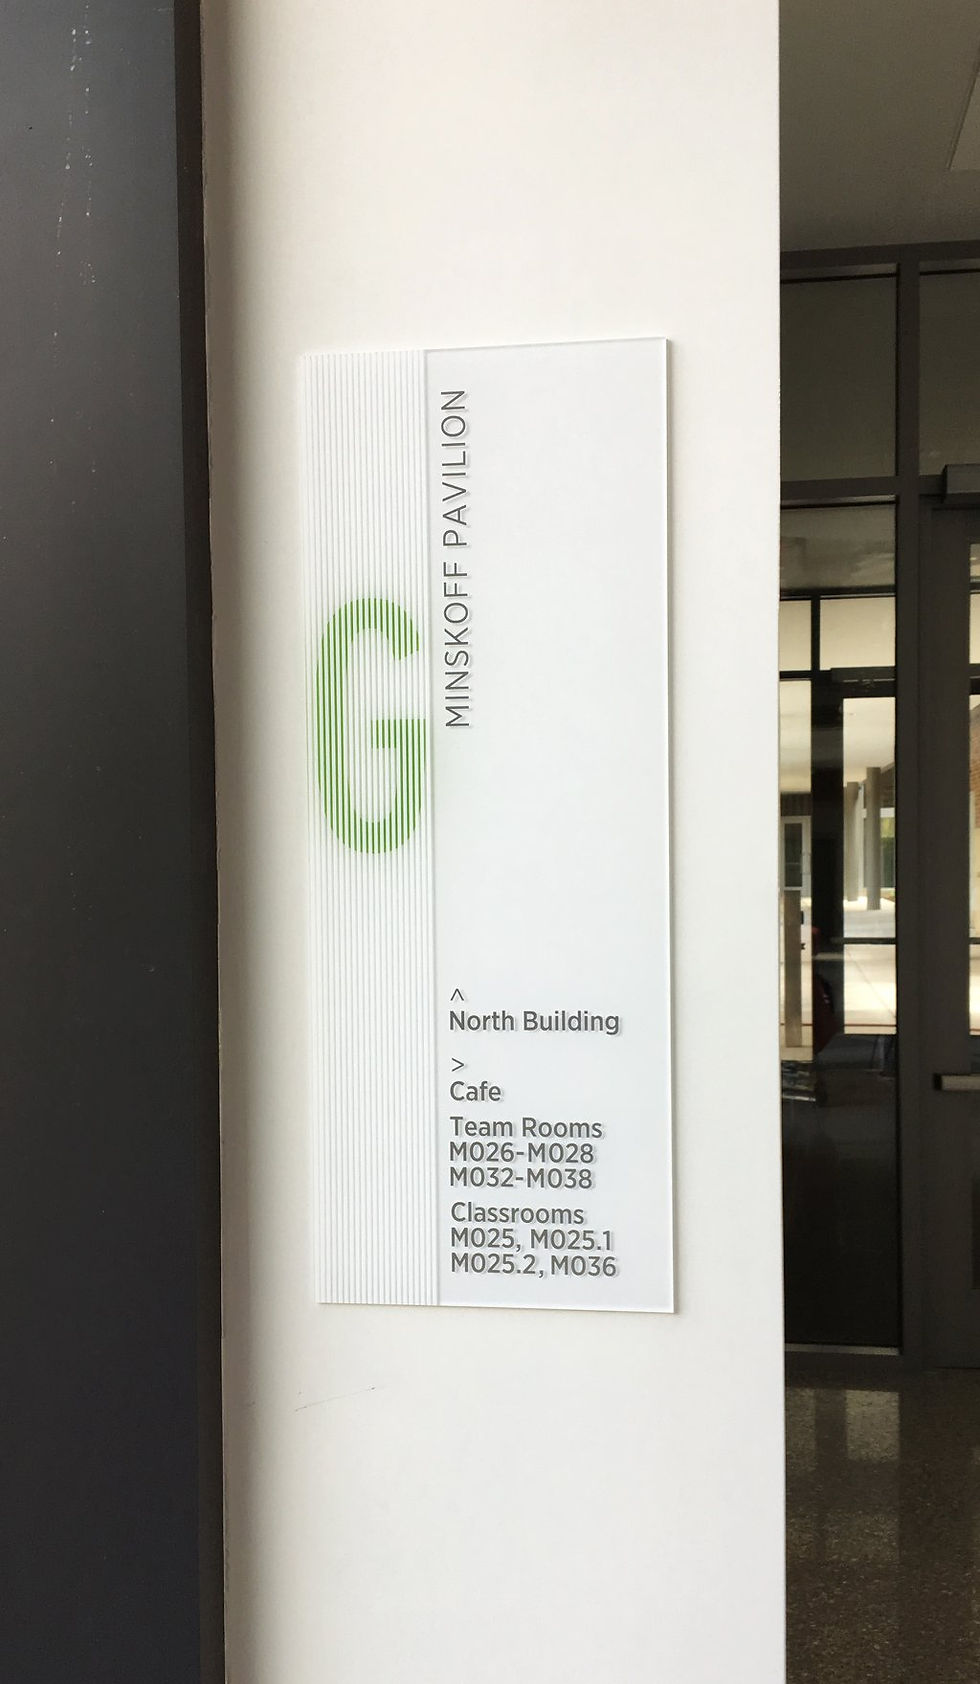 G
MINSKOFF PAVILION
>
North Building
>
Cafe
Team Rooms
M026-M028
M032-M038
Classrooms
M025, M025.1
M025.2, M036